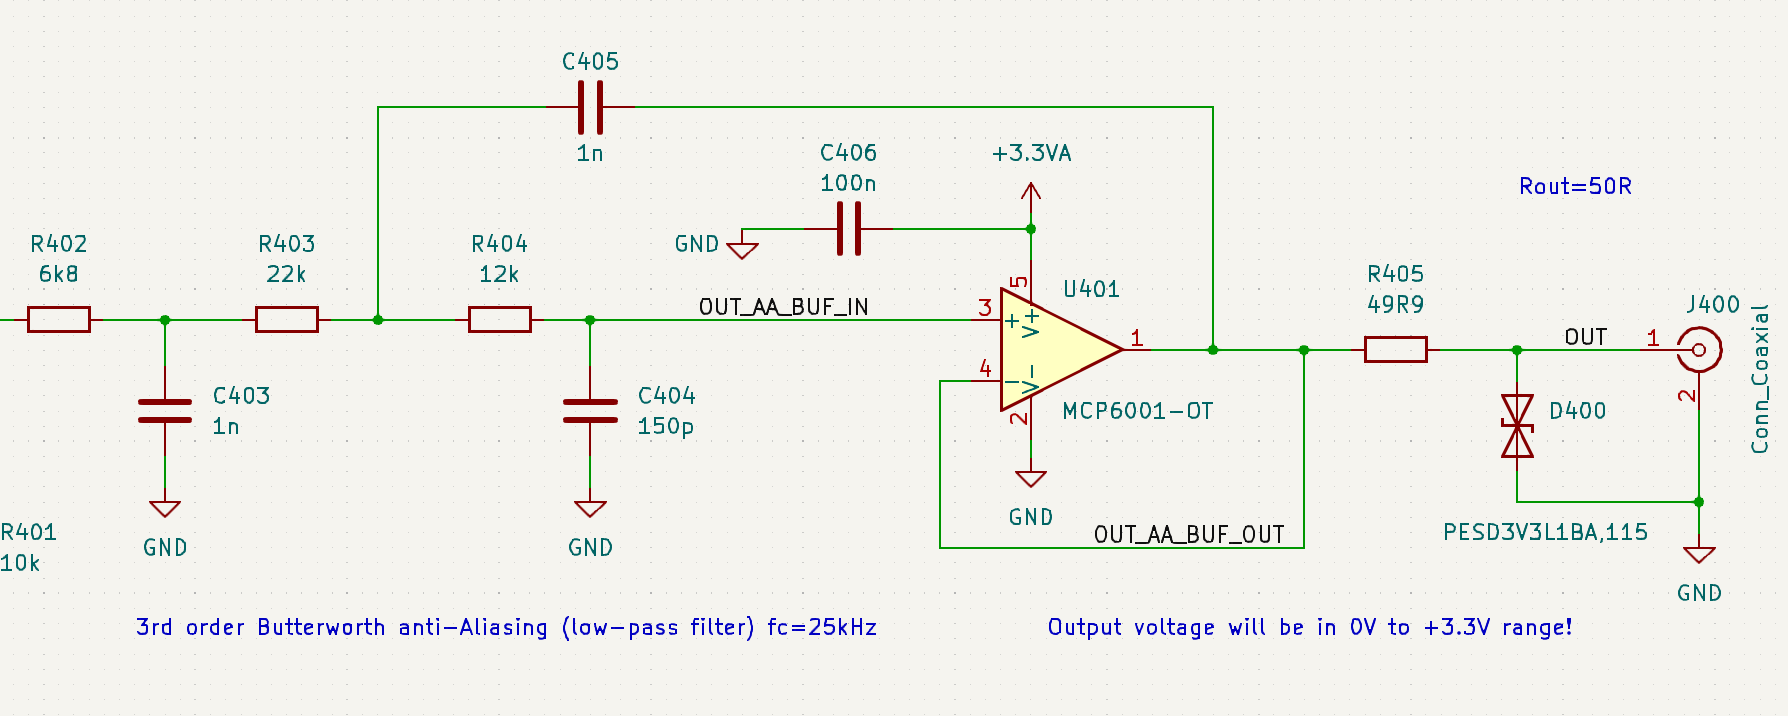 C405
1n
C406
100n
+3.3VA
Rout=50R
R402
6k8
R403
22k
R404
12k
GND
5
U401
R405
49R9
J400
Conn_Coaxial
OUT_AA_BUF_IN
3
+
V+
1
OUT
1
4
-
V-
2
MCP6001-OT
2
D400
C403
1n
C404
150p
GND
OUT_AA_BUF_OUT
PESD3V3L1BA,115
R401
10k
GND
GND
GND
3rd order Butterworth anti-Aliasing (low-pass filter) fc=25kHz
Output voltage will be in 0V to +3.3V range!